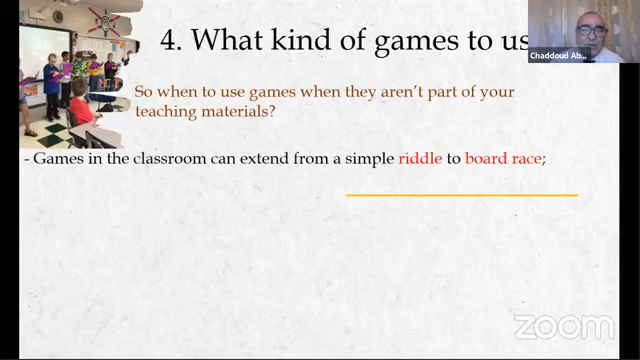 4. What kind of games to us
Chaddoud Ab...
So when to use games when they aren't part of your
teaching materials?
- Games in the classroom can extend from a simple riddle to board race;
zoom